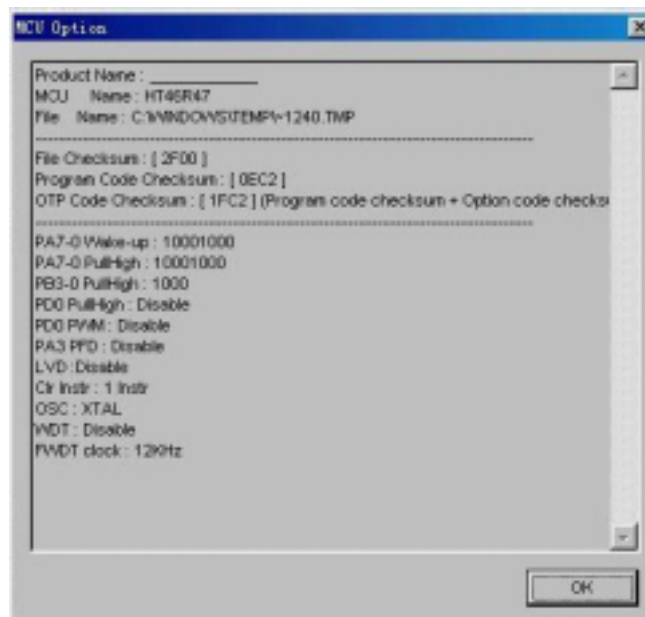 MCU Option
Product Name : ____________
MCU Name : HT46R47
File Name : C:\WINDOWS\TEMP\~1240.TMP
File Checksum : [ 2F00 ]
Program Code Checksum : [ 0EC2 ]
OTP Code Checksum : [ 1FC2 ] (Program code checksum + Option code checks
PA7-0 Wake-up : 10001000
PA7-0 PullHigh : 10001000
PB3-0 PullHigh : 1000
PD0 PullHigh : Disable
PD0 PWM : Disable
PA3 PFD : Disable
LVD :Disable
Clr Instr : 1 Instr
OSC : XTAL
WDT : Disable
FWDT clock : 12KHz
OK